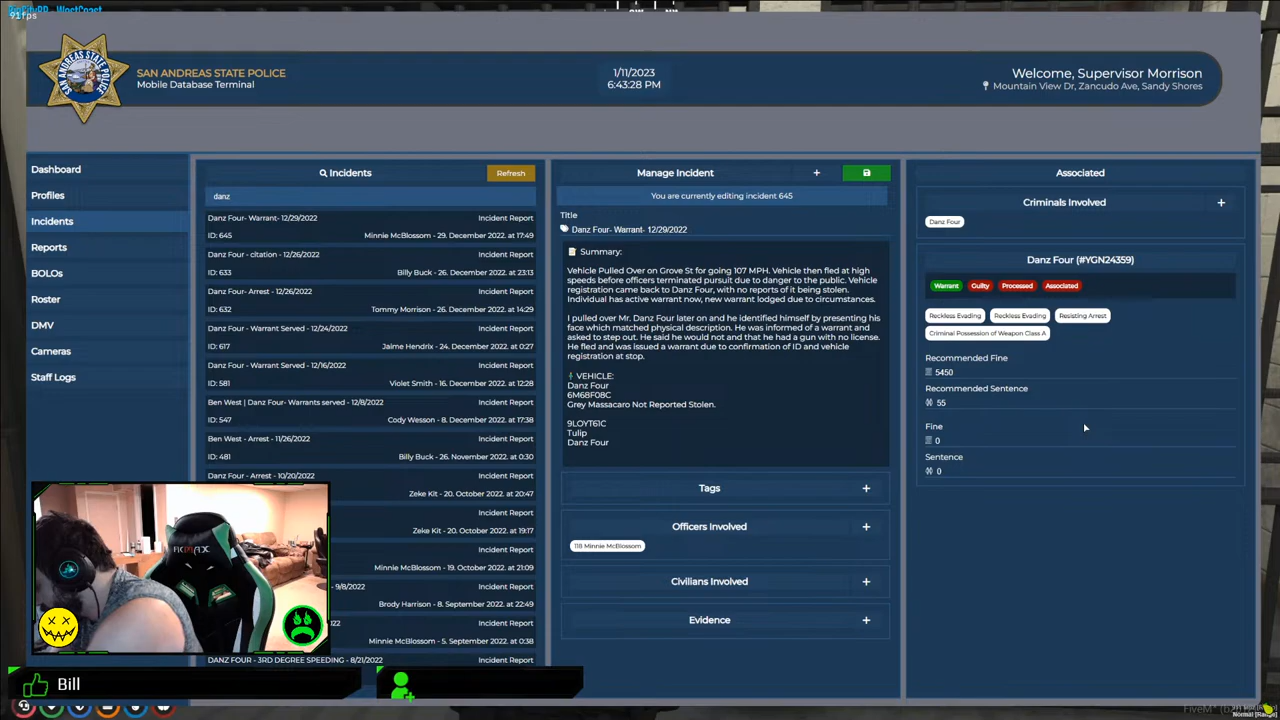 91fps
SAN ANDREAS STATE POLICE
Mobile Database Terminal
1/11/2023
6:43:28 PM
Welcome, Supervisor Morrison
Mountain View Dr, Zancudo Ave, Sandy Shores
Dashboard
Profiles
Incidents
Reports
BOLOs
Roster
DMV
Cameras
Staff Logs
Incidents
Refresh
danz
Danz Four- Warrant- 12/29/2022 Incident Report
ID: 645 Minnie McBlossom - 29. December 2022. at 17:49
Danz Four - citation - 12/26/2022 Incident Report
ID: 633 Billy Buck - 26. December 2022. at 23:13
Danz Four- Arrest - 12/26/2022 Incident Report
ID: 632 Tommy Morrison - 26. December 2022. at 14:29
Danz Four - Warrant Served - 12/24/2022 Incident Report
ID: 617 Jaime Hendrix - 24. December 2022. at 0:27
Danz Four - Warrant Served - 12/16/2022 Incident Report
ID: 581 Violet Smith - 16. December 2022. at 12:28
Ben West | Danz Four- Warrants served - 12/8/2022 Incident Report
ID: 547 Cody Wesson - 8. December 2022. at 17:38
Ben West - Arrest - 11/26/2022 Incident Report
ID: 481 Billy Buck - 26. November 2022. at 0:30
Danz Four - Arrest - 10/20/2022 Incident Report
Zeke Kit - 20. October 2022. at 20:47
Incident Report
Zeke Kit - 20. October 2022. at 19:17
Incident Report
Minnie McBlossom - 19. October 2022. at 21:09
- 9/8/2022 Incident Report
Brody Harrison - 8. September 2022. at 22:49
Incident Report
Minnie McBlossom - 5. September 2022. at 0:38
DANZ FOUR - 3RD DEGREE SPEEDING - 8/21/2022 Incident Report
Manage Incident
You are currently editing incident 645
Title
Danz Four- Warrant- 12/29/2022
Summary:
Vehicle Pulled Over on Grove St for going 107 MPH. Vehicle then fled at high
speeds before officers terminated pursuit due to danger to the public. Vehicle
registration came back to Danz Four, with no reports of it being stolen.
Individual has active warrant now, new warrant lodged due to circumstances.
I pulled over Mr. Danz Four later on and he identified himself by presenting his
face which matched physical description. He was informed of a warrant and
asked to step out. He said he would not and that he had a gun with no license.
He fled and was issued a warrant due to confirmation of ID and vehicle
registration at stop.
VEHICLE:
Danz Four
6M68F08C
Grey Massacaro Not Reported Stolen.
9LOYT61C
Tulip
Danz Four
Tags
Officers Involved
118 Minnie McBlossom
Civilians Involved
Evidence
Associated
Criminals Involved
Danz Four
Danz Four (#YGN24359)
Warrant Guilty Processed Associated
Reckless Evading Reckless Evading Resisting Arrest
Criminal Possession of Weapon Class A
Recommended Fine
5450
Recommended Sentence
55
Fine
0
Sentence
0
Bill